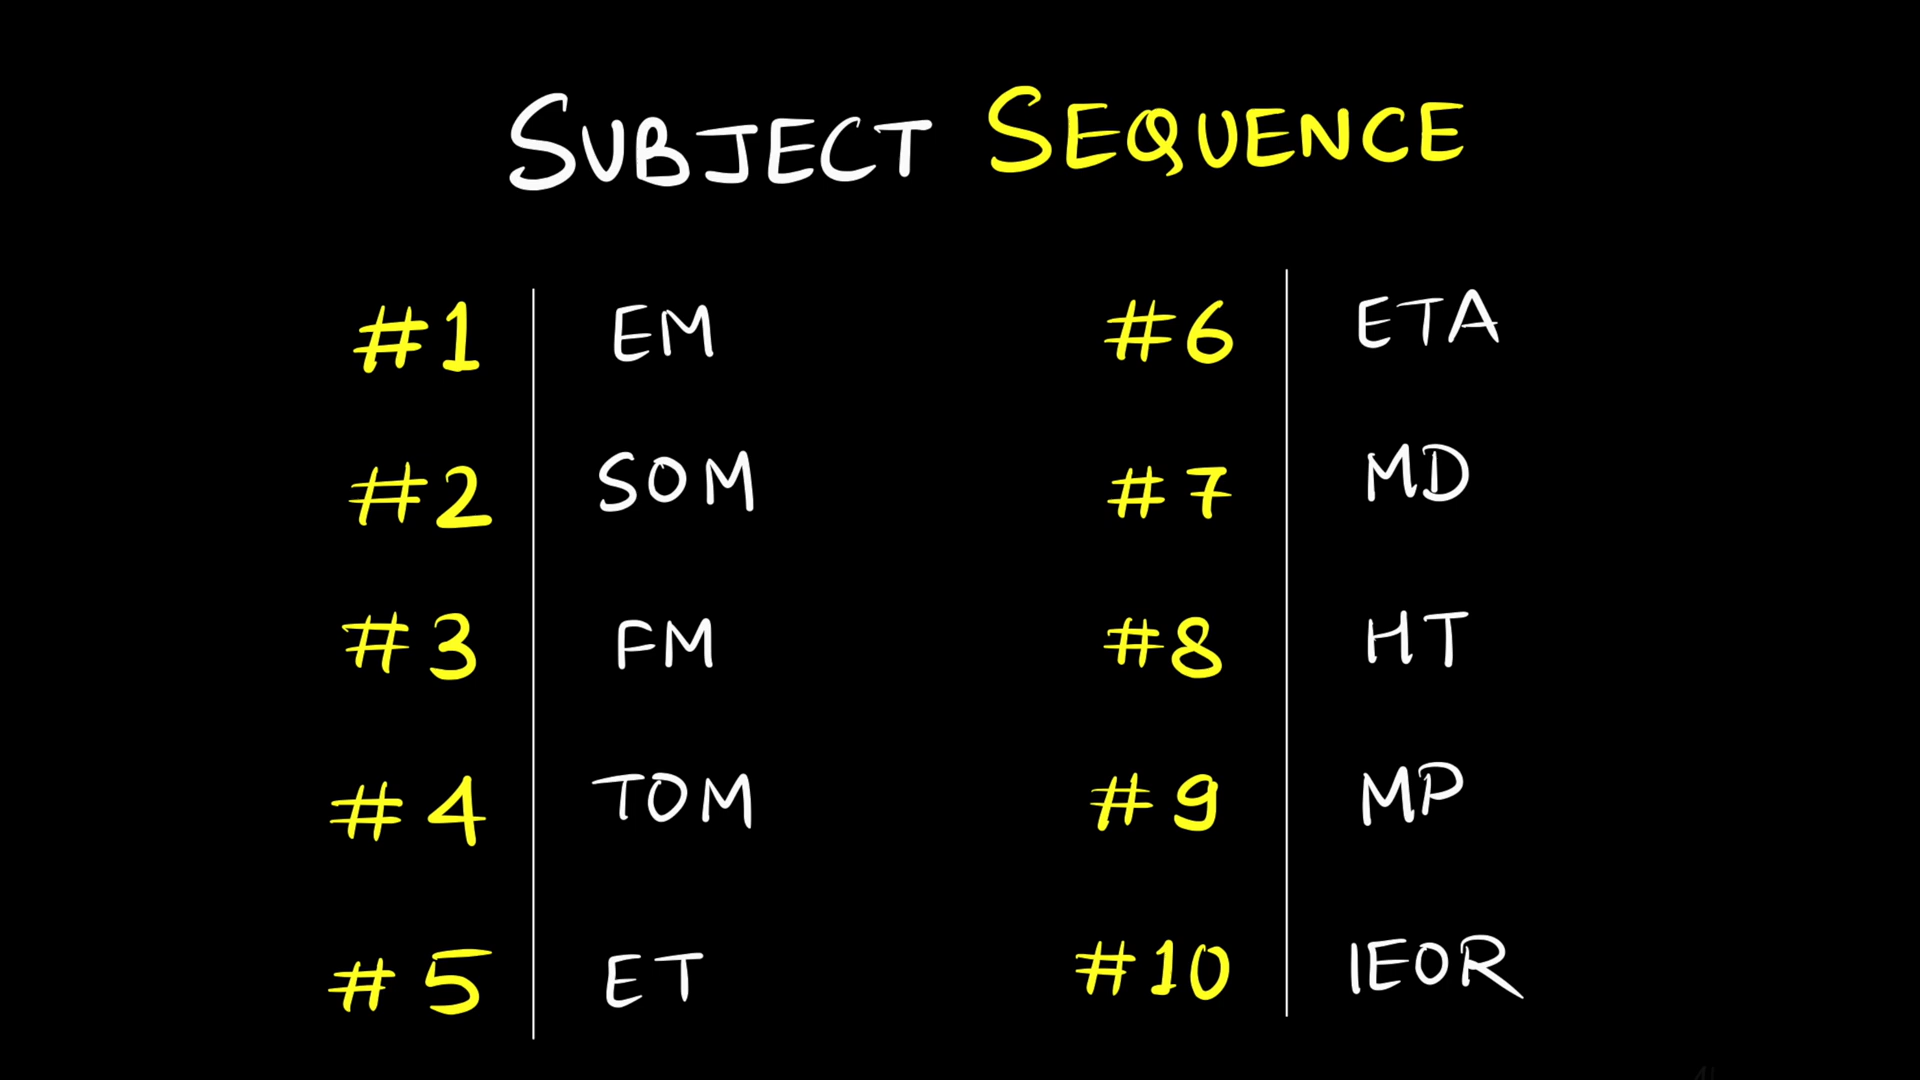 SUBJECT SEQUENCE
#1 EM
#2 SOM
#3 FM
#4 TOM
#5 ET
#6 ETA
#7 MD
#8 HT
#9 MP
#10 IEOR